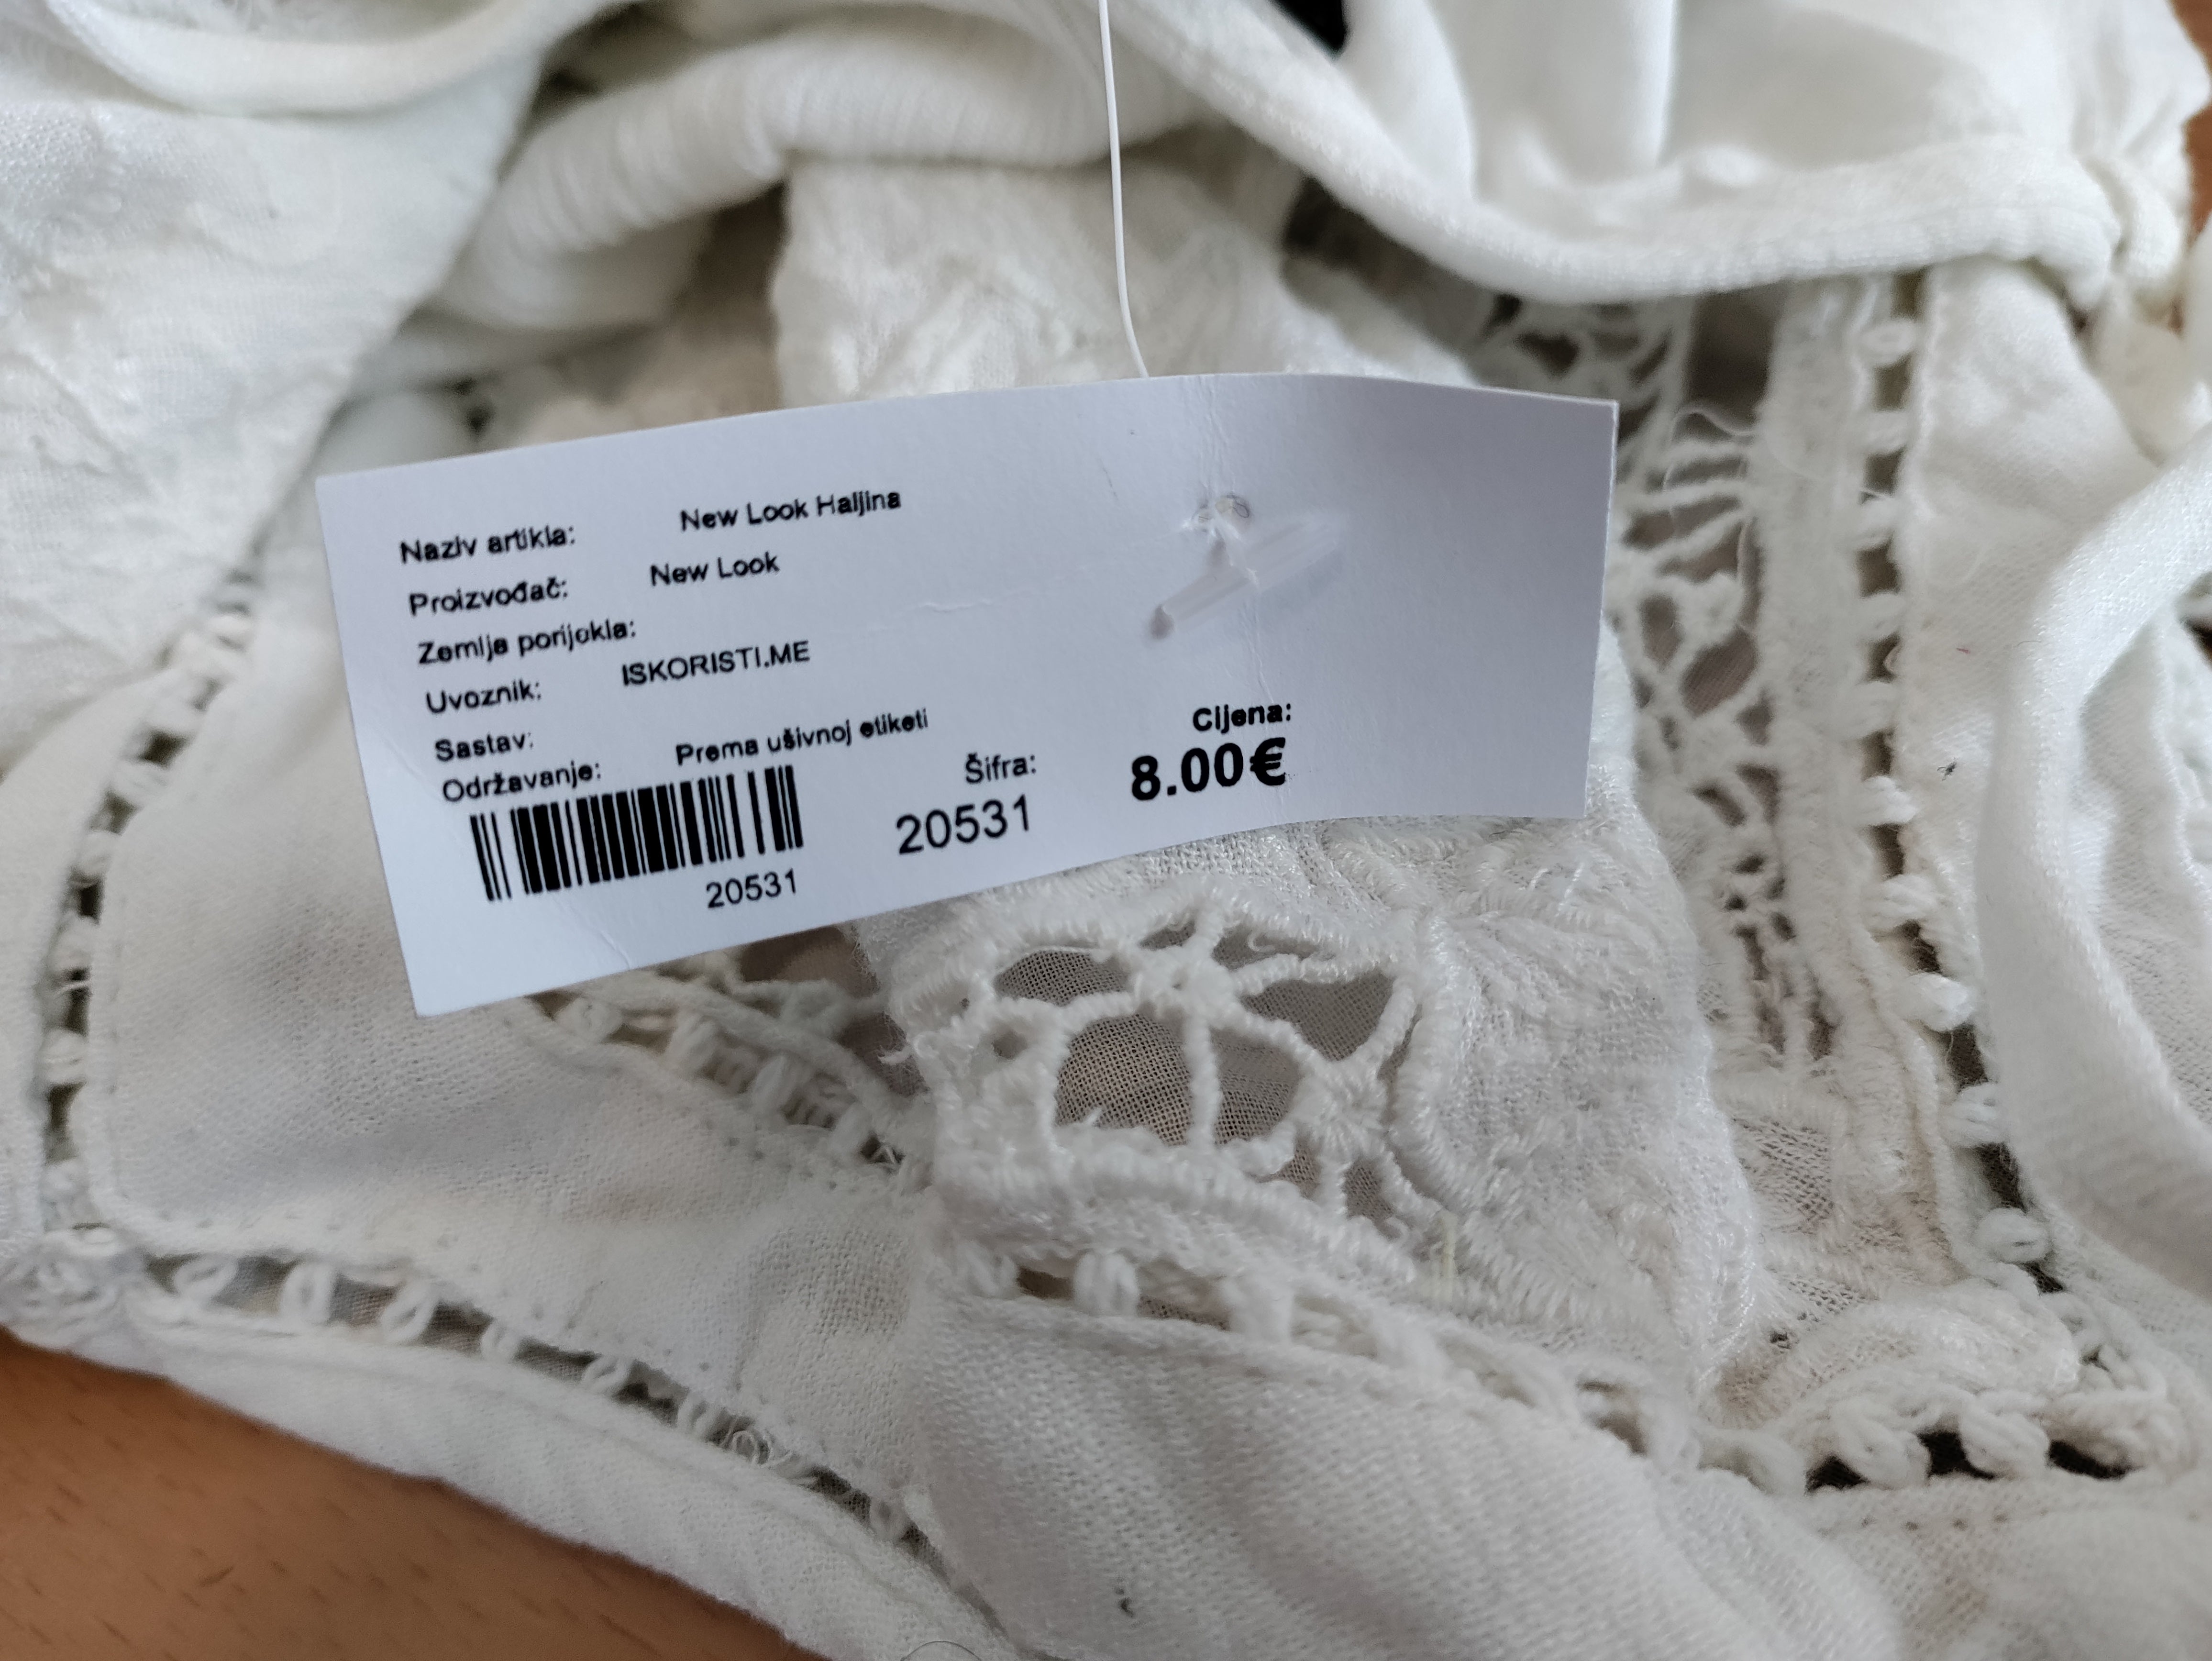 Naziv artikla: New Look Haljina
Proizvođač: New Look
Zemlja porijekla:
Uvoznik: ISKORISTI.ME
Sastav:
Održavanje: Prema ušivnoj etiketi
20531
Šifra:
20531
Cijena:
8.00€